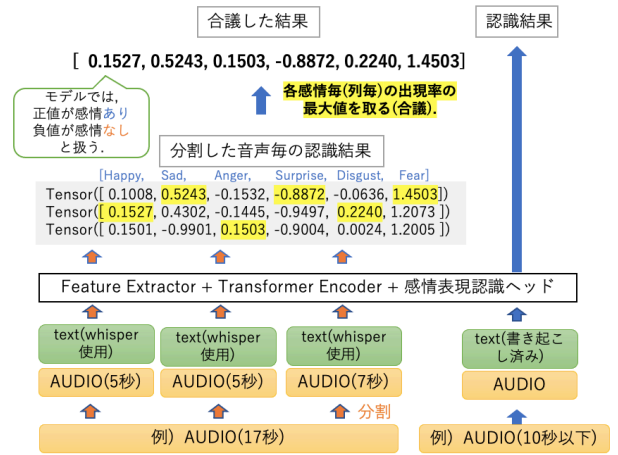 合議した結果
認識結果
[ 0.1527, 0.5243, 0.1503, -0.8872, 0.2240, 1.4503]
モデルでは,
正値が感情あり
負値が感情なし
と扱う.
各感情毎(列毎)の出現率の
最大値を取る(合議).
分割した音声毎の認識結果
[Happy, Sad, Anger, Surprise, Disgust, Fear]
Tensor([ 0.1008, 0.5243, -0.1532, -0.8872, -0.0636, 1.4503])
Tensor([ 0.1527, 0.4302, -0.1445, -0.9497, 0.2240, 1.2073 ])
Tensor([ 0.1501, -0.9901, 0.1503, -0.9004, 0.0024, 1.2005 ])
Feature Extractor + Transformer Encoder + 感情表現認識ヘッド
text(whisper
使用)
text(whisper
使用)
text(whisper
使用)
text(書き起こ
し済み)
AUDIO(5秒)
AUDIO(5秒)
AUDIO(7秒)
AUDIO
分割
例）AUDIO(17秒)
例）AUDIO(10秒以下)